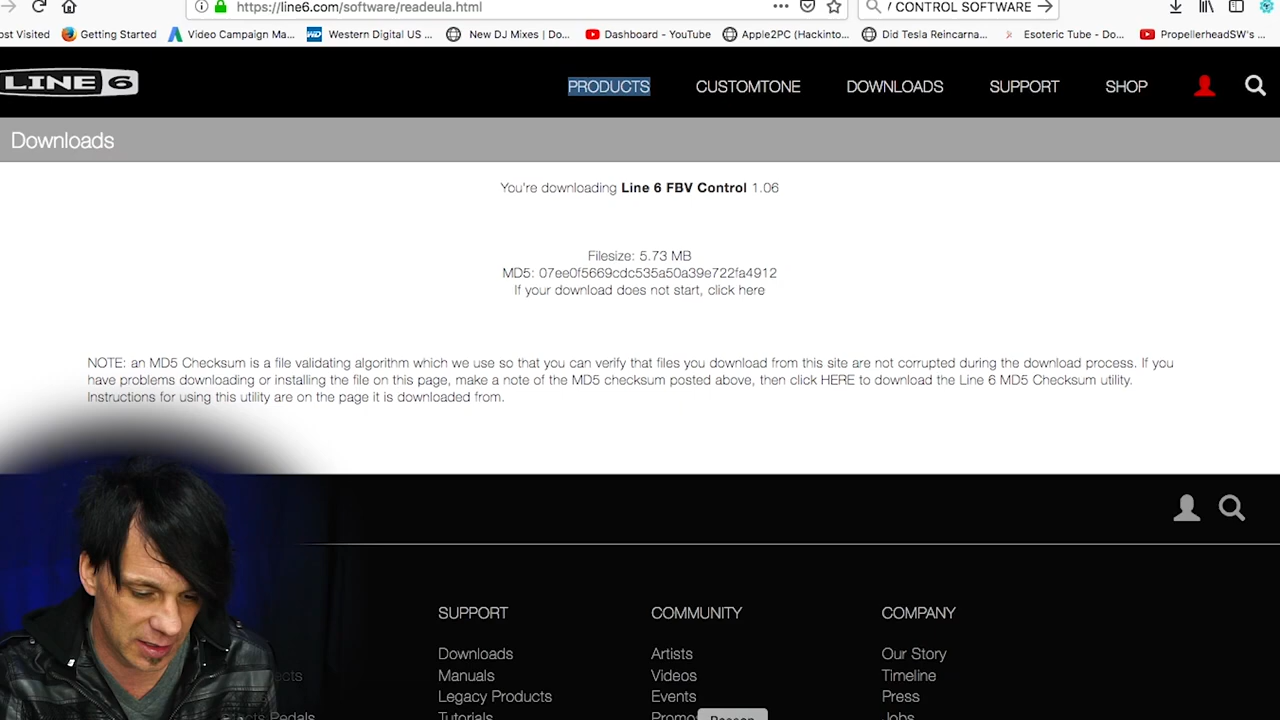 https://line6.com/software/readeula.html
/ CONTROL SOFTWARE
ost Visited
Getting Started
Video Campaign Ma...
Western Digital US ...
New DJ Mixes | Do...
Dashboard - YouTube
Apple2PC (Hackinto...
Did Tesla Reincarna...
Esoteric Tube - Do...
PropellerheadSW's ...
LINE 6
PRODUCTS
CUSTOMTONE
DOWNLOADS
SUPPORT
SHOP
Downloads
You're downloading Line 6 FBV Control 1.06
Filesize: 5.73 MB
MD5: 07ee0f5669cdc535a50a39e722fa4912
If your download does not start, click here
NOTE: an MD5 Checksum is a file validating algorithm which we use so that you can verify that files you download from this site are not corrupted during the download process. If you
have problems downloading or installing the file on this page, make a note of the MD5 checksum posted above, then click HERE to download the Line 6 MD5 Checksum utility.
Instructions for using this utility are on the page it is downloaded from.
SUPPORT
Downloads
Manuals
Legacy Products
Tutorials
COMMUNITY
Artists
Videos
Events
Promo
COMPANY
Our Story
Timeline
Press
Jobs
Reason